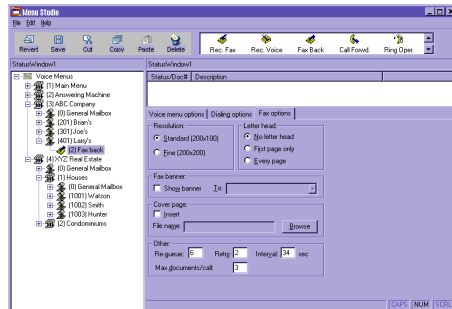 Menu Studio
File Edit Help
Revert Save Cut Copy Paste Delete Rec. Fax Rec. Voice Fax Back Call Forwd. Ring Oper.
StatusWindow1 StatusWindow1
Voice Menus
(1) Main Menu
(2) Answering Machine
(3) ABC Company
(0) General Mailbox
(201) Brian's
(301) Joe's
(401) Lary's
(2) Fax back
(4) XYZ Real Estate
(0) General Mailbox
(1) Houses
(0) General Mailbox
(1001) Watson
(1002) Smith
(1003) Hunter
(2) Condominiums
Status/Doc# Description
Voice menu options Dialing options Fax options
Resolution: Letter head:
Standard (200x100) No letter head
Fine (200x200) First page only
Every page
Fax banner:
Show banner To:
Cover page:
Insert
File name: Browse
Other:
Re-queue: 6 Retry: 2 Interval: 34 sec
Max documents/call: 3
CAPS NUM SCRL